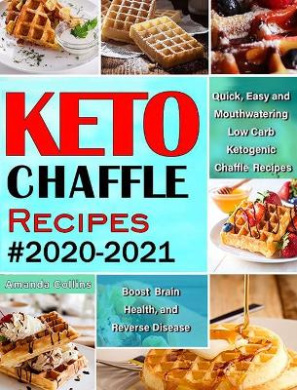 KETO
CHAFFLE
RECIPES
#2020-2021
Quick, Easy and
Mouthwatering
Low Carb
Ketogenic
Chaffle Recipes
Amanda Collins
Boost Brain
Health, and
Reverse Disease